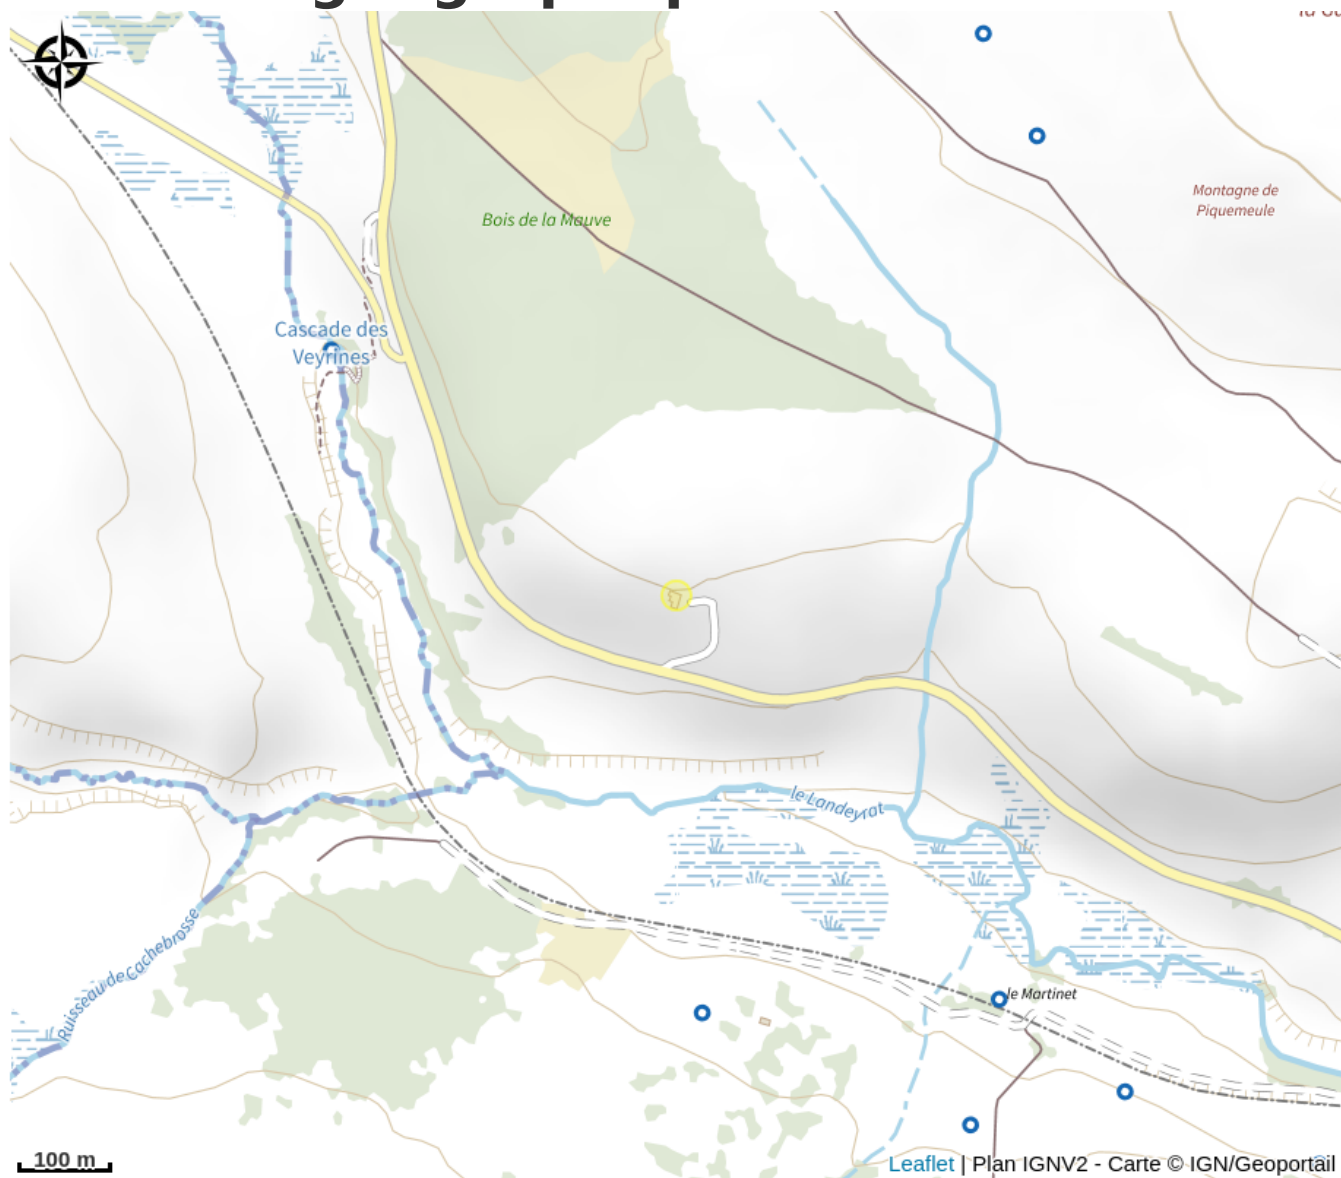 Montagne de
Piquemeule
Bois de la Mauve
Cascade des
Veyrines
le Landeyrat
Ruisseau de Cachebrosse
le Martinet
100 m
Leaflet | Plan IGNV2 - Carte © IGN/Geoportail